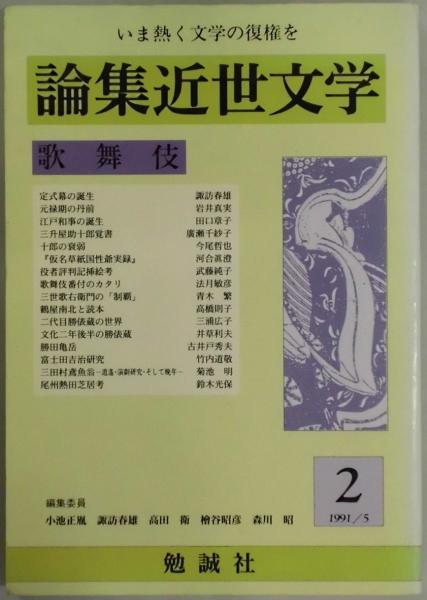 いま熱く文学の復権を
論集近世文学
歌舞伎
定式幕の誕生 諏訪春雄
元禄期の丹前 岩井真実
江戸和事の誕生 田口章子
三升屋助十郎覚書 廣瀬千紗子
十郎の衰弱 今尾哲也
『仮名草紙国性爺実録』 河合眞澄
役者評判記挿絵考 武藤純子
歌舞伎番付のカタリ 法月敏彦
三世歌右衛門の「制覇」 青木 繁
鶴屋南北と読本 高橋則子
二代目勝俵蔵の世界 三浦広子
文化二年後半の勝俵蔵 井草利夫
勝田亀岳 古井戸秀夫
富士田吉治研究 竹内道敬
三田村鳶魚翁―逍遙・演劇研究・そして晩年― 菊池 明
尾州熱田芝居考 鈴木光保
2
1991/5
編集委員
小池正胤 諏訪春雄 高田 衛 檜谷昭彦 森川 昭
勉誠社